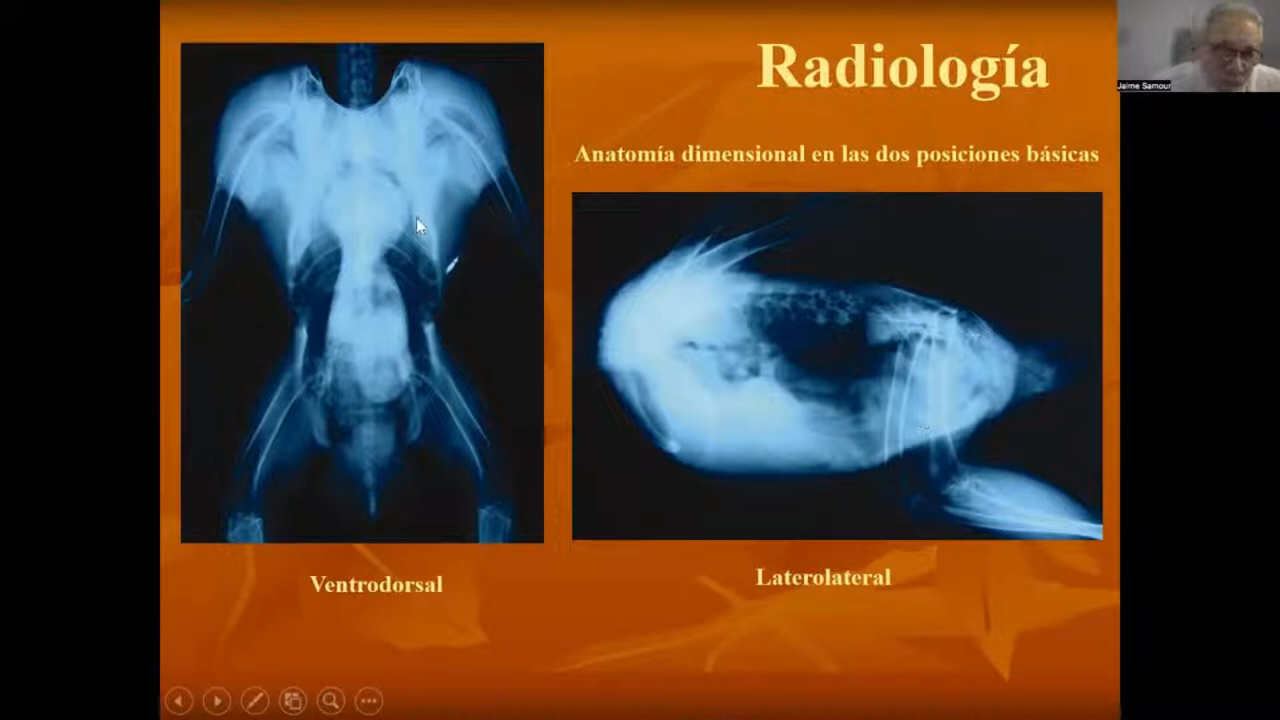 Radiología
Jaime Samour
Anatomía dimensional en las dos posiciones básicas
Ventrodorsal
Laterolateral